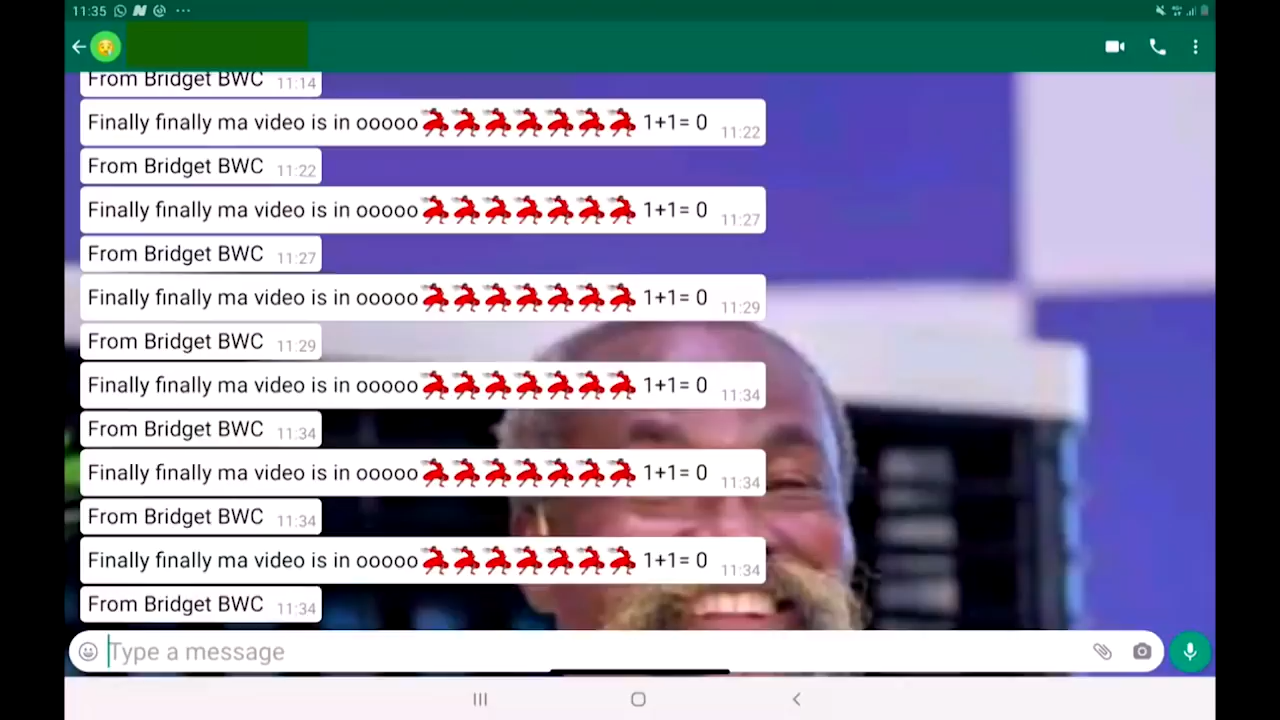 11:35
From Bridget BWC 11:14
Finally finally ma video is in ooooo💃💃💃💃💃💃💃 1+1= 0 11:22
From Bridget BWC 11:22
Finally finally ma video is in ooooo💃💃💃💃💃💃💃 1+1= 0 11:27
From Bridget BWC 11:27
Finally finally ma video is in ooooo💃💃💃💃💃💃💃 1+1= 0 11:29
From Bridget BWC 11:29
Finally finally ma video is in ooooo💃💃💃💃💃💃💃 1+1= 0 11:34
From Bridget BWC 11:34
Finally finally ma video is in ooooo💃💃💃💃💃💃💃 1+1= 0 11:34
From Bridget BWC 11:34
Finally finally ma video is in ooooo💃💃💃💃💃💃💃 1+1= 0 11:34
From Bridget BWC 11:34
Type a message